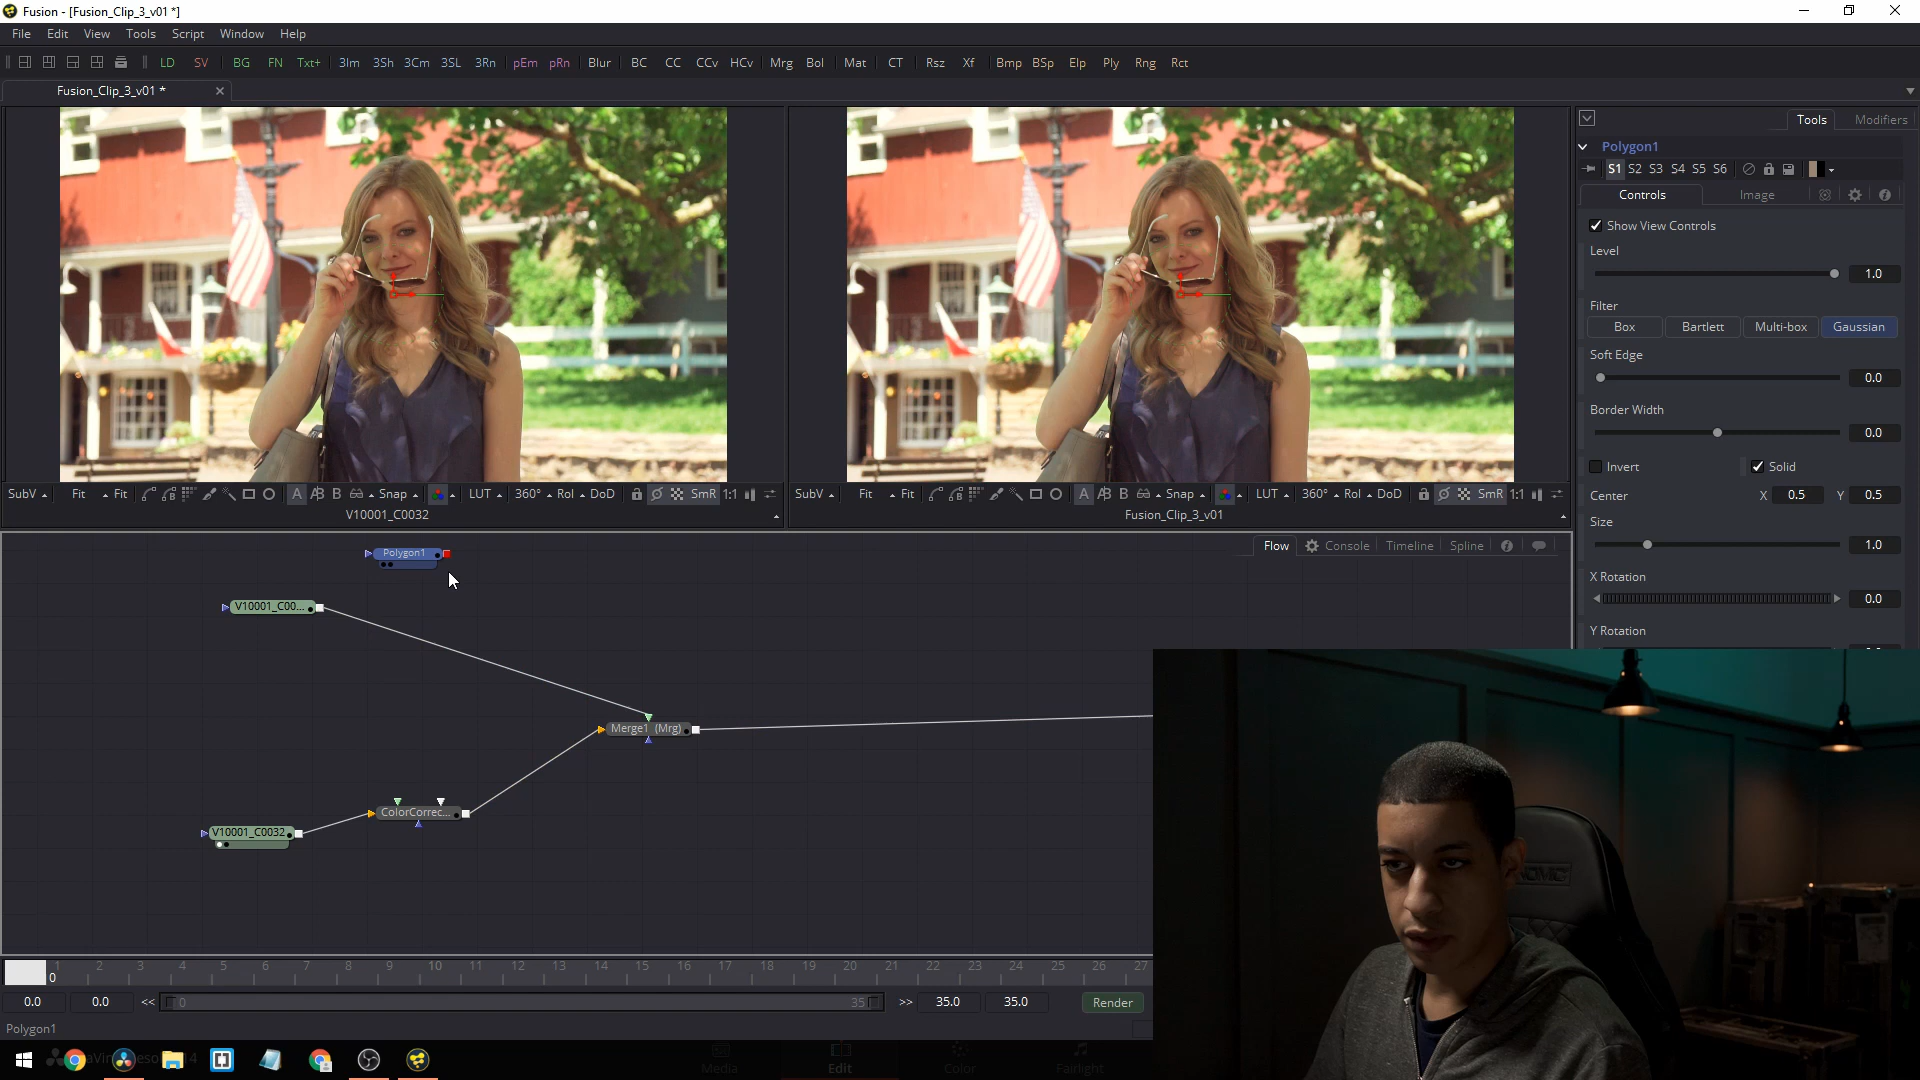 Fusion - [Fusion_Clip_3_v01 *]
File Edit View Tools Script Window Help
LD SV BG FN Txt+ 3Im 3Sh 3Cm 3SL 3Rn pEm pRn Blur BC CC CCv HCv Mrg Bol Mat CT Rsz Xf Bmp BSp Elp Ply Rng Rct
Fusion_Clip_3_v01 *
Tools Modifiers
Polygon1
S1 S2 S3 S4 S5 S6
Controls Image
Show View Controls
Level
1.0
Filter
Box Bartlett Multi-box Gaussian
Soft Edge
0.0
Border Width
0.0
Invert Solid
Center X 0.5 Y 0.5
Size
1.0
X Rotation
0.0
Y Rotation
SubV Fit Fit A B Snap LUT 360° RoI DoD SmR 1:1
V10001_C0032
SubV Fit Fit A B Snap LUT 360° RoI DoD SmR 1:1
Fusion_Clip_3_v01
Flow Console Timeline Spline
Polygon1
V10001_C00...
Merge1 (Mrg)
ColorCorrec...
V10001_C0032
1 2 3 4 5 6 7 8 9 10 11 12 13 14 15 16 17 18 19 20 21 22 23 24 25 26 27
0
0.0 0.0 << 0 35 >> 35.0 35.0 Render
Polygon1
Media Edit Color Fairlight